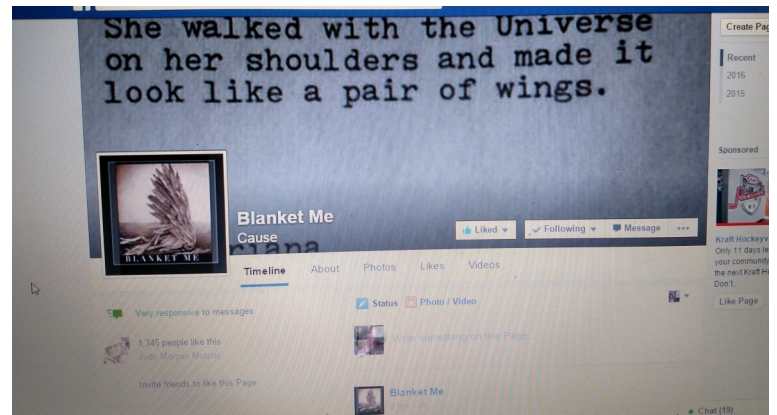 She walked with the Universe
on her shoulders and made it
look like a pair of wings.
Create Pag
Recent
2016
2015
Sponsored
BLANKET ME
Blanket Me
Cause
riana
Liked
Following
Message
...
Kraft Hockeyv
Only 11 days le
your community
the next Kraft H
Don't...
Like Page
Timeline
About
Photos
Likes
Videos
Very responsive to messages
1,345 people like this
Judy Morgan Murphy
Invite friends to like this Page
Status
Photo / Video
Write something on this Page...
Blanket Me
Chat (19)